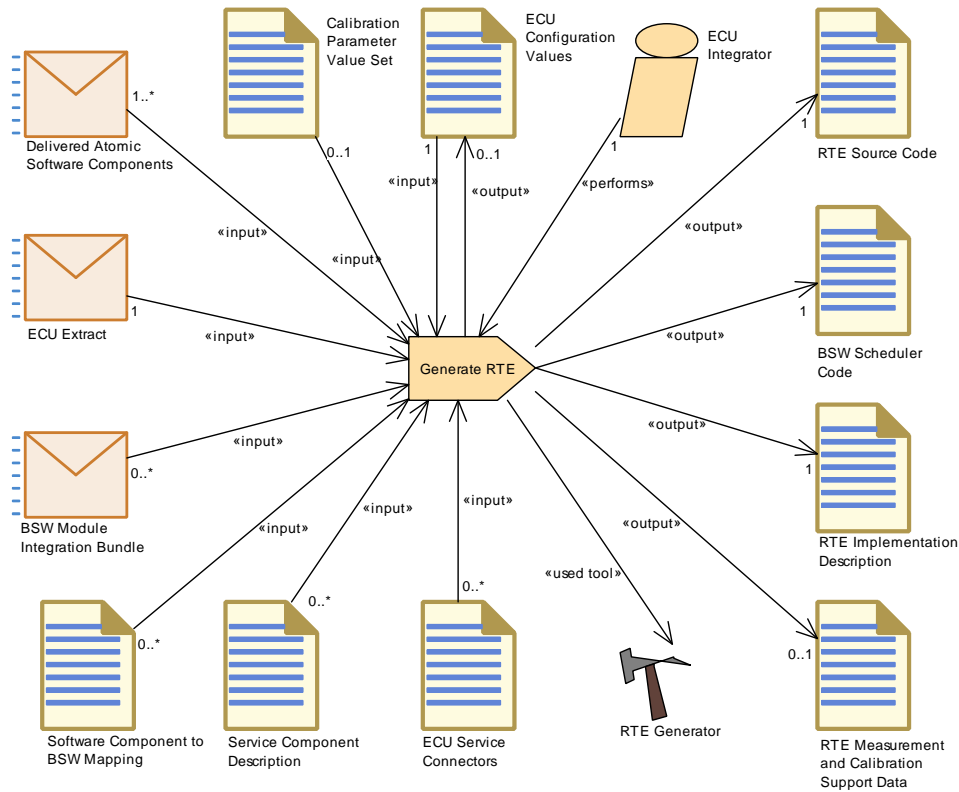 Calibration
Parameter
Value Set
ECU
Configuration
Values
ECU
Integrator
1..*
Delivered Atomic
Software Components
0..1
1
0..1
1
1
RTE Source Code
«input»
«output»
«performs»
«input»
«input»
«output»
ECU Extract
1
«input»
«output»
1
BSW Scheduler
Code
Generate RTE
BSW Module
Integration Bundle
0..*
«input»
«output»
1
RTE Implementation
Description
«input»
«input»
«input»
«output»
«used tool»
0..*
0..*
0..*
0..1
Software Component to
BSW Mapping
Service Component
Description
ECU Service
Connectors
RTE Generator
RTE Measurement
and Calibration
Support Data